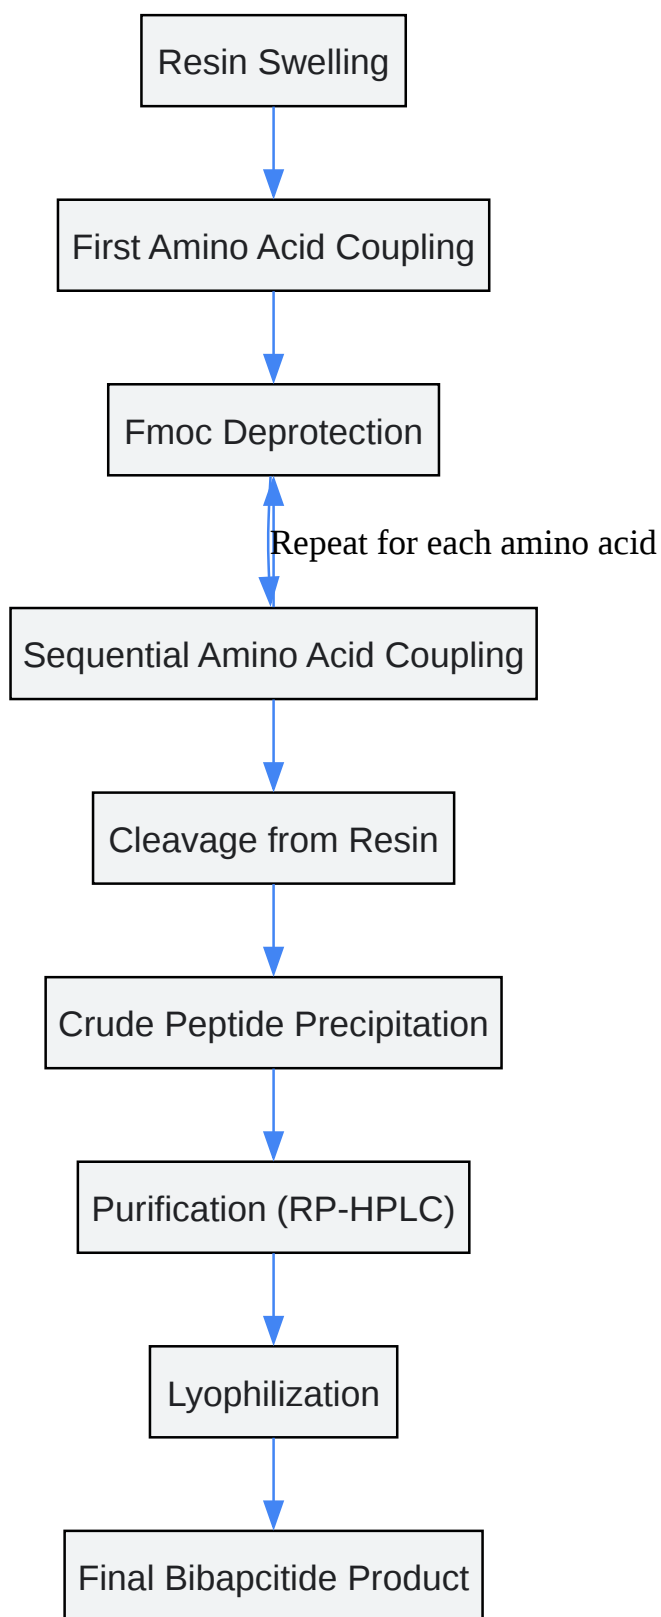 Resin Swelling
First Amino Acid Coupling
Fmoc Deprotection
Repeat for each amino acid
Sequential Amino Acid Coupling
Cleavage from Resin
Crude Peptide Precipitation
Purification (RP-HPLC)
Lyophilization
Final Bibapcitide Product